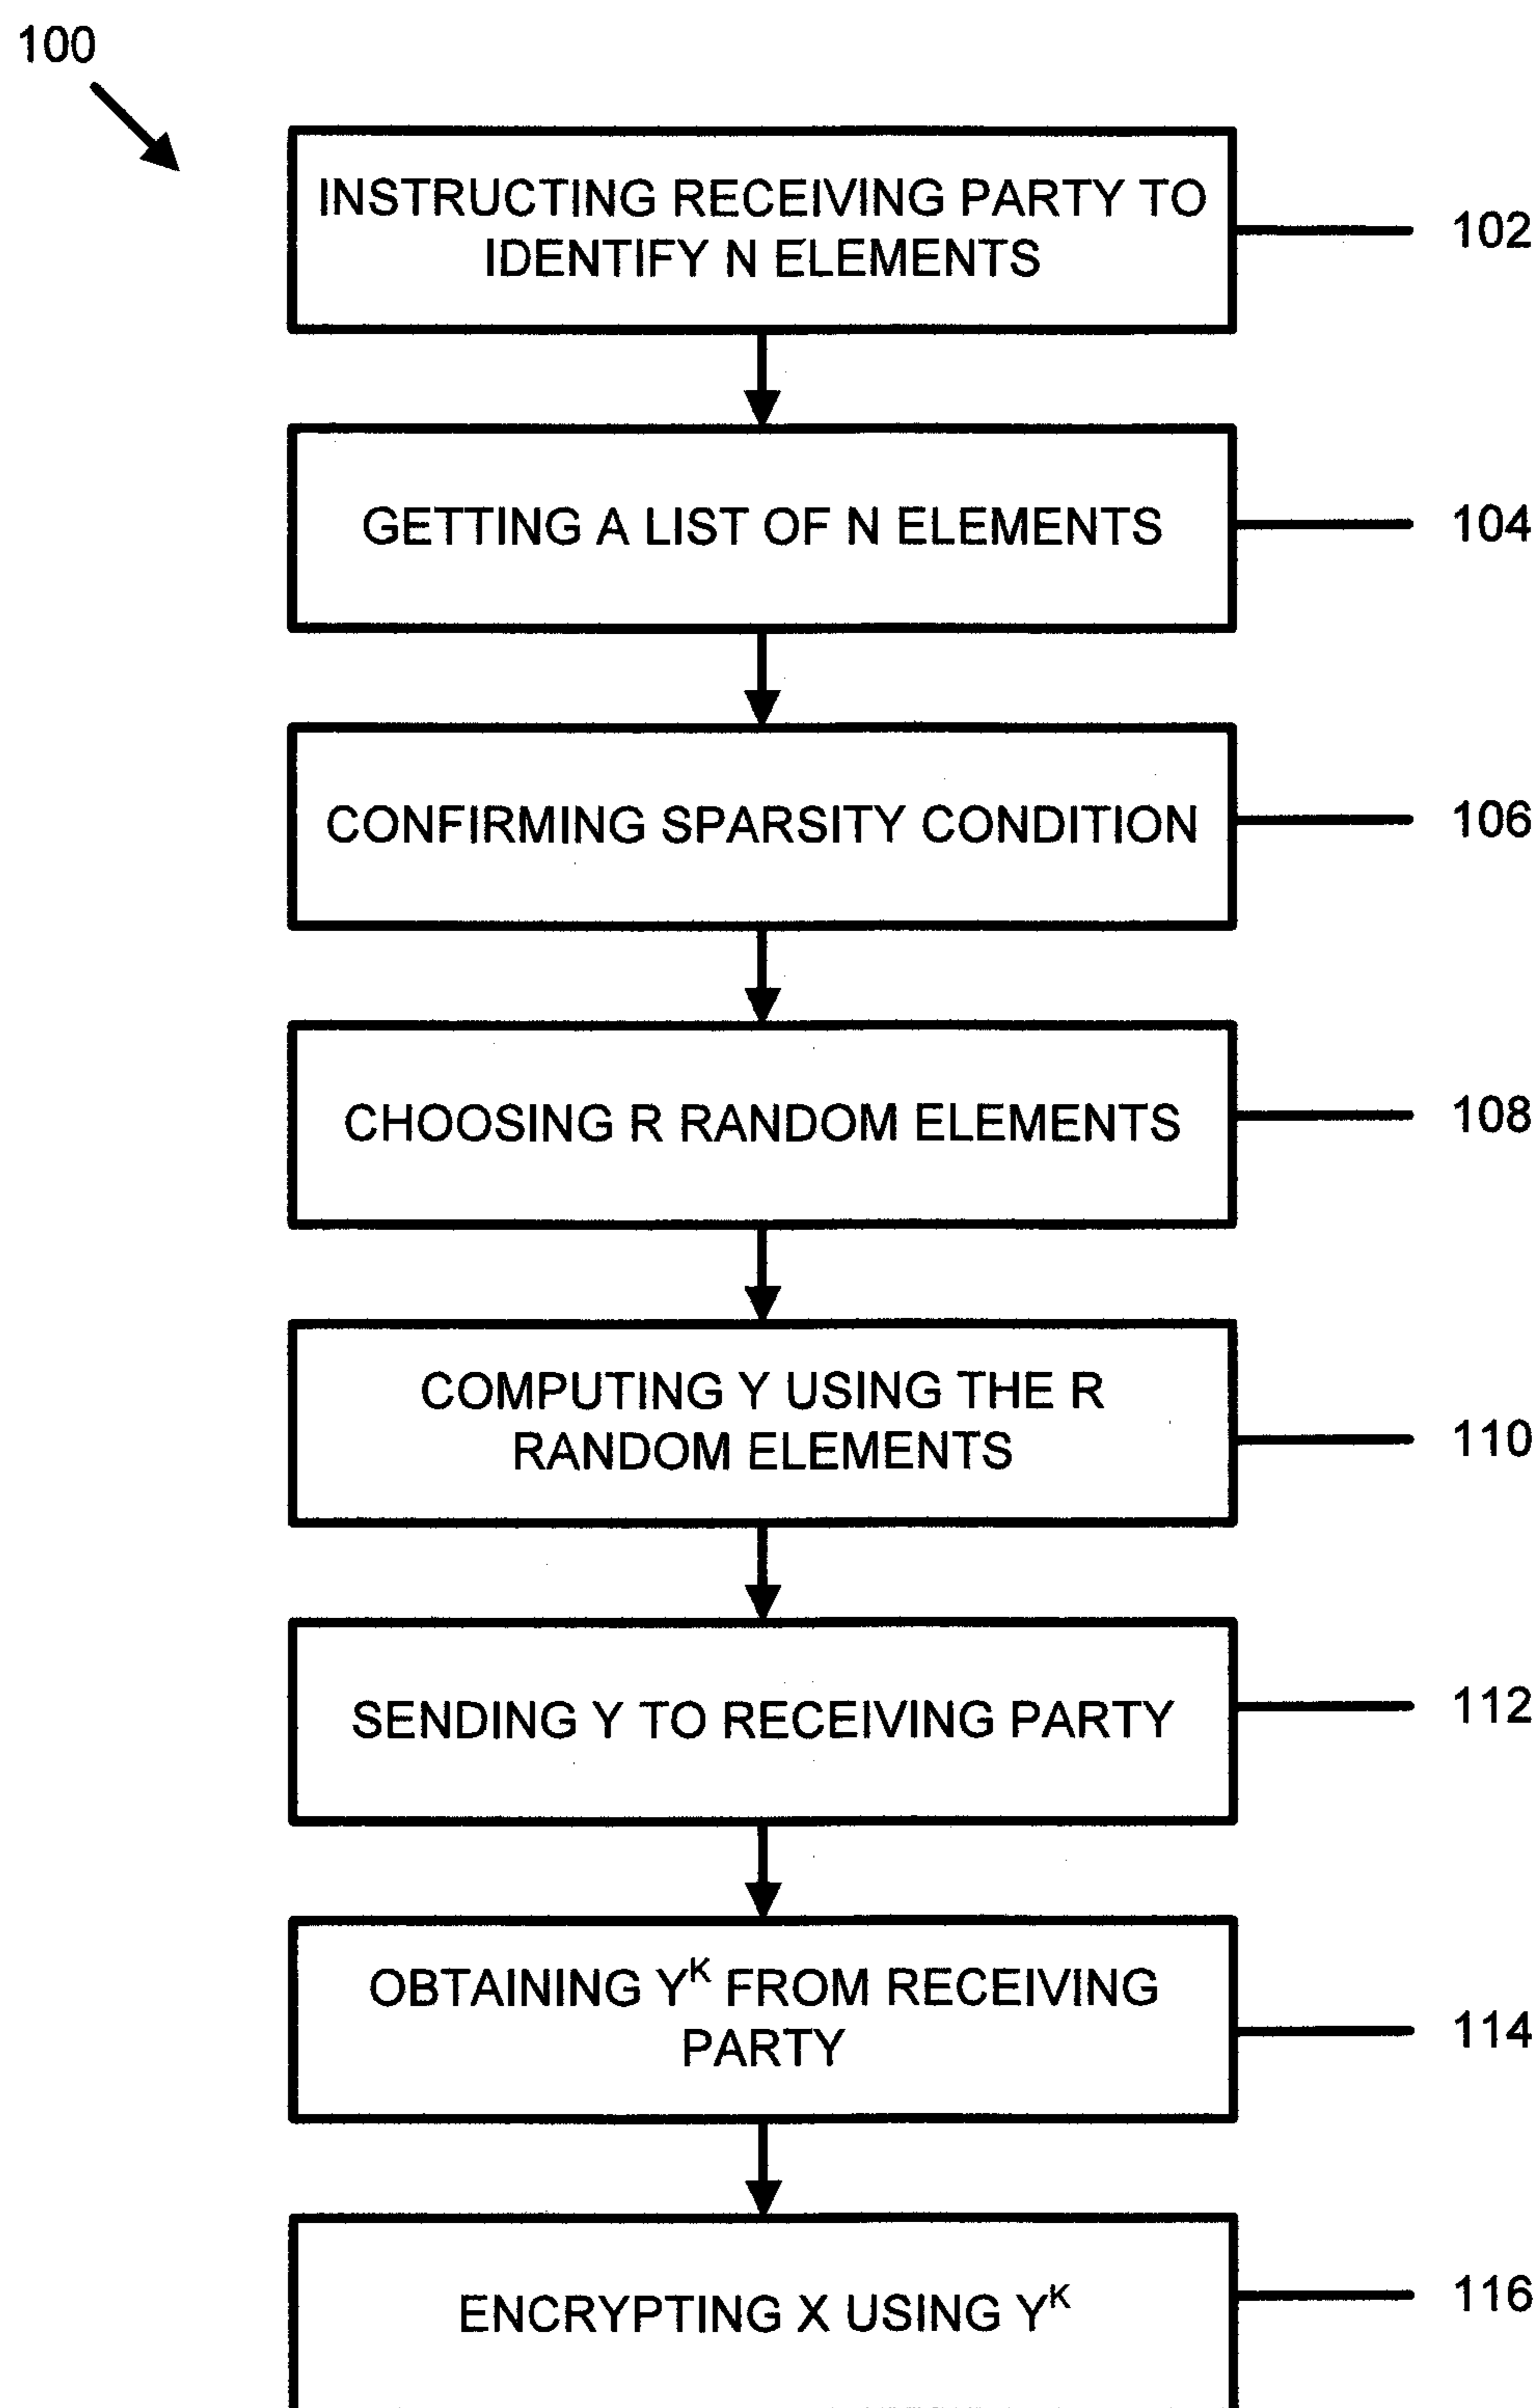 100
INSTRUCTING RECEIVING PARTY TO
IDENTIFY N ELEMENTS
102
GETTING A LIST OF N ELEMENTS
104
CONFIRMING SPARSITY CONDITION
106
CHOOSING R RANDOM ELEMENTS
108
COMPUTING Y USING THE R
RANDOM ELEMENTS
110
SENDING Y TO RECEIVING PARTY
112
OBTAINING Y^K FROM RECEIVING
PARTY
114
ENCRYPTING X USING Y^K
116